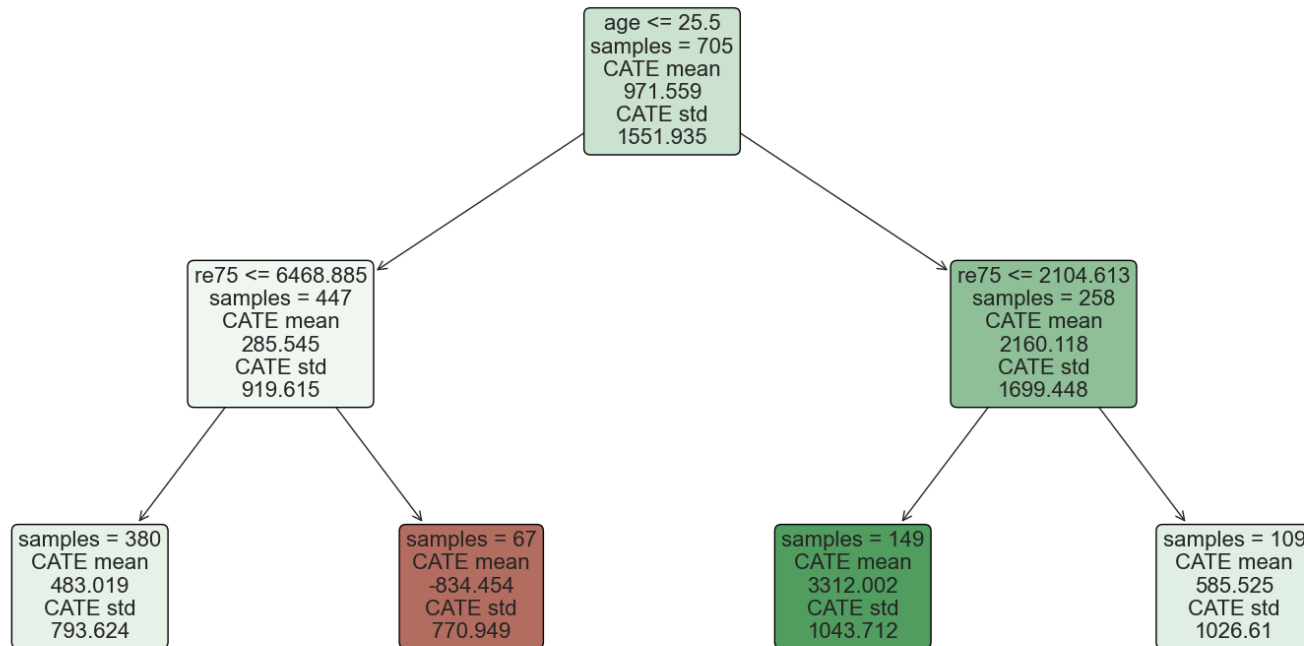 age <= 25.5
samples = 705
CATE mean
971.559
CATE std
1551.935
re75 <= 6468.885
samples = 447
CATE mean
285.545
CATE std
919.615
re75 <= 2104.613
samples = 258
CATE mean
2160.118
CATE std
1699.448
samples = 380
CATE mean
483.019
CATE std
793.624
samples = 67
CATE mean
-834.454
CATE std
770.949
samples = 149
CATE mean
3312.002
CATE std
1043.712
samples = 109
CATE mean
585.525
CATE std
1026.61